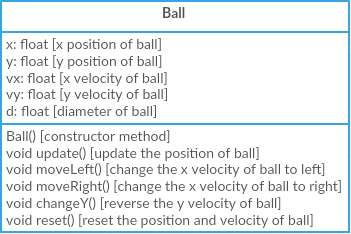 Ball
x: float [x position of ball]
y: float [y position of ball]
vx: float [x velocity of ball]
vy: float [y velocity of ball]
d: float [diameter of ball]
Ball() [constructor method]
void update() [update the position of ball]
void moveLeft() [change the x velocity of ball to left]
void moveRight() [change the x velocity of ball to right]
void changeY() [reverse the y velocity of ball]
void reset() [reset the position and velocity of ball]